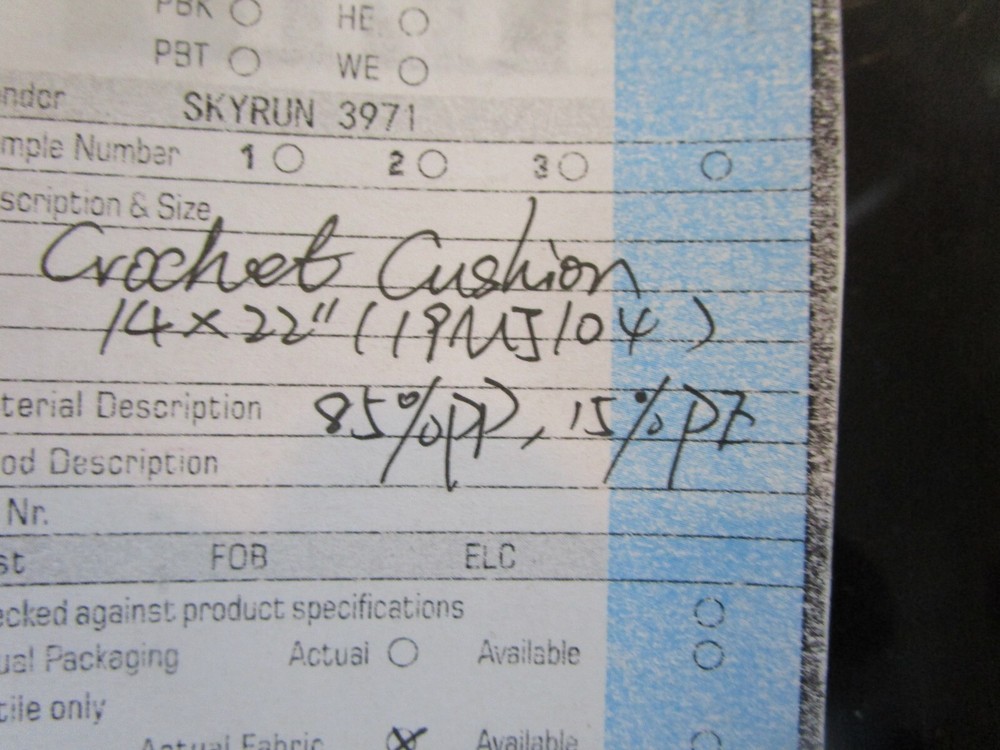 PBK HE
PBT WE
ndor SKYRUN 3971
mple Number 1 2 3
scription & Size
Crochet Cushion
14x22" (19MJ104)
terial Description 85%pp, 15%PE
od Description
Nr.
st FOB ELC
ecked against product specifications
ual Packaging Actual Available
tile only
Actual Fabric Available